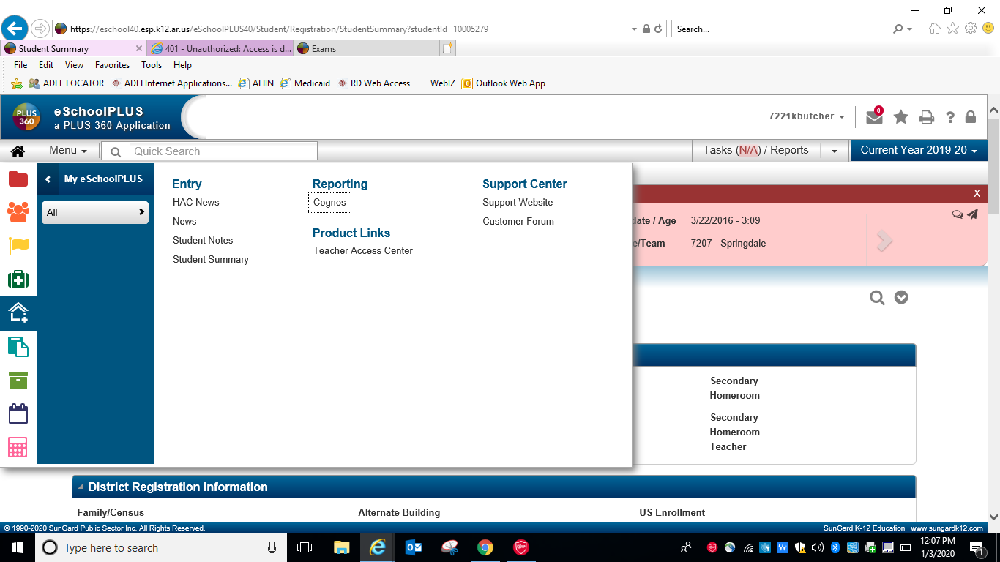 https://eschool40.esp.k12.ar.us/eSchoolPLUS40/Student/Registration/StudentSummary?studentId=10005279
Search...
Student Summary
401 - Unauthorized: Access is d...
Exams
File Edit View Favorites Tools Help
ADH LOCATOR ADH Internet Applications... AHIN Medicaid RD Web Access WebIZ Outlook Web App
PLUS 360
eSchoolPLUS
a PLUS 360 Application
7221kbutcher
0
Menu
Quick Search
Tasks (N/A) / Reports
Current Year 2019-20
My eSchoolPLUS
All
Entry
HAC News
News
Student Notes
Student Summary
Reporting
Cognos
Product Links
Teacher Access Center
Support Center
Support Website
Customer Forum
X
date / Age 3/22/2016 - 3:09
e/Team 7207 - Springdale
Secondary
Homeroom
Secondary
Homeroom
Teacher
District Registration Information
Family/Census Alternate Building US Enrollment
© 1990-2020 SunGard Public Sector Inc. All Rights Reserved.
SunGard K-12 Education | www.sungardk12.com
Type here to search
12:07 PM
1/3/2020
1